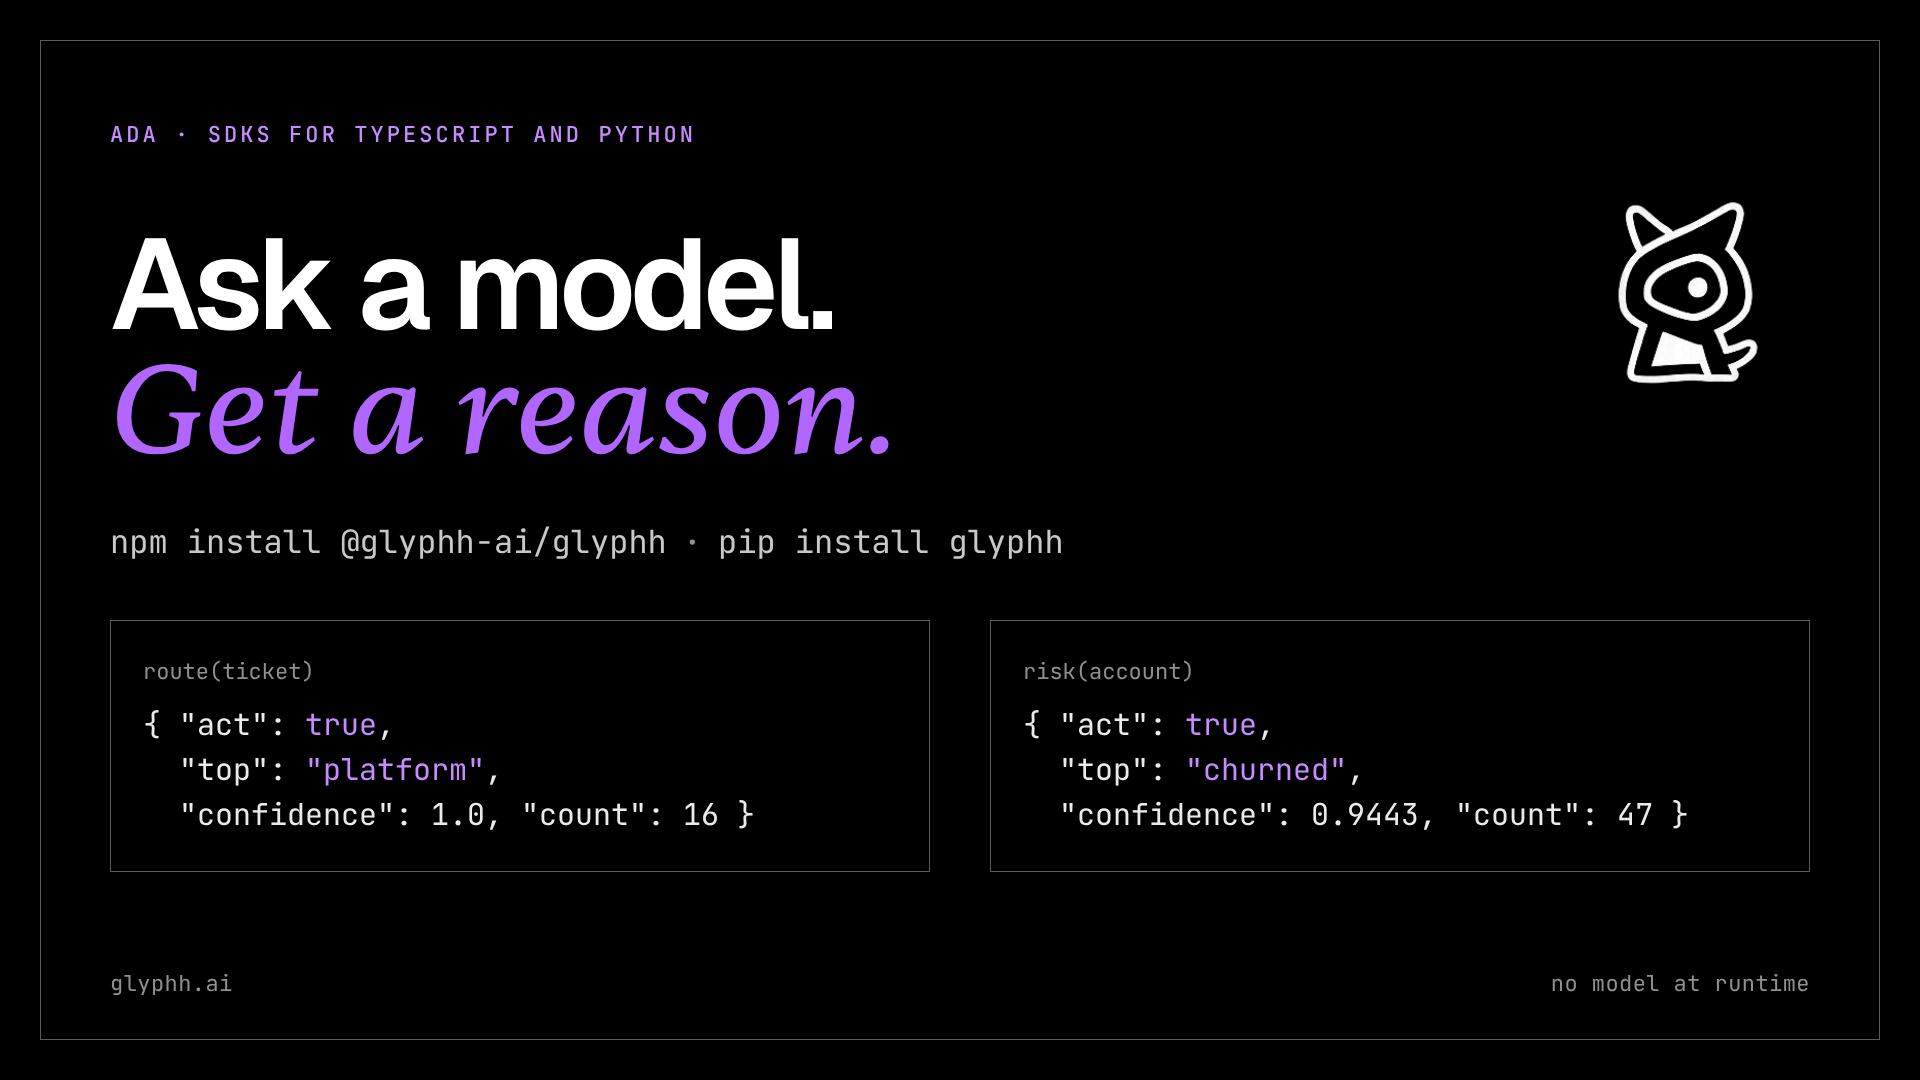 ADA · SDKS FOR TYPESCRIPT AND PYTHON
Ask a model.
Get a reason.
npm install @glyphh-ai/glyphh · pip install glyphh
route(ticket)
{ "act": true,
"top": "platform",
"confidence": 1.0, "count": 16 }
risk(account)
{ "act": true,
"top": "churned",
"confidence": 0.9443, "count": 47 }
glyphh.ai
no model at runtime